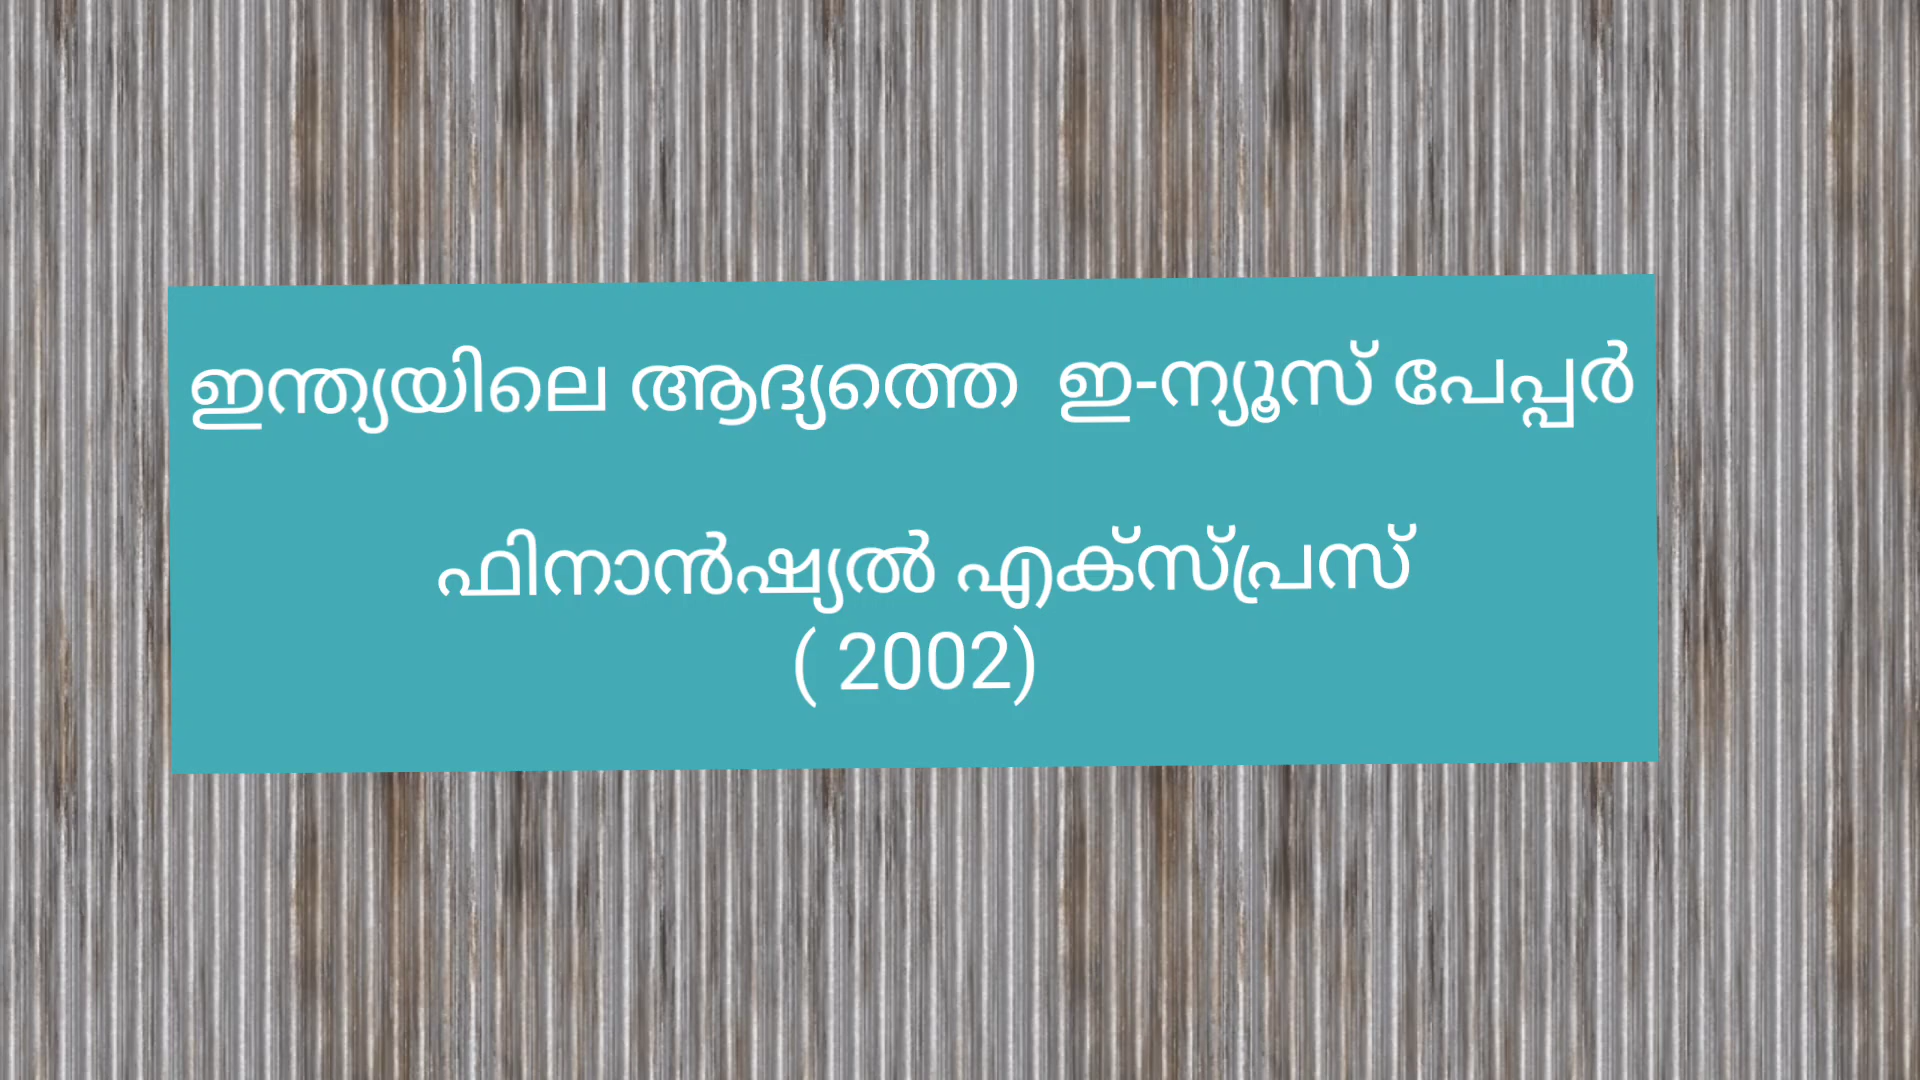 ഇന്ത്യയിലെ ആദ്യത്തെ ഇ-ന്യൂസ് പേപ്പർ
ഫിനാൻഷ്യൽ എക്സ്പ്രസ്
( 2002)